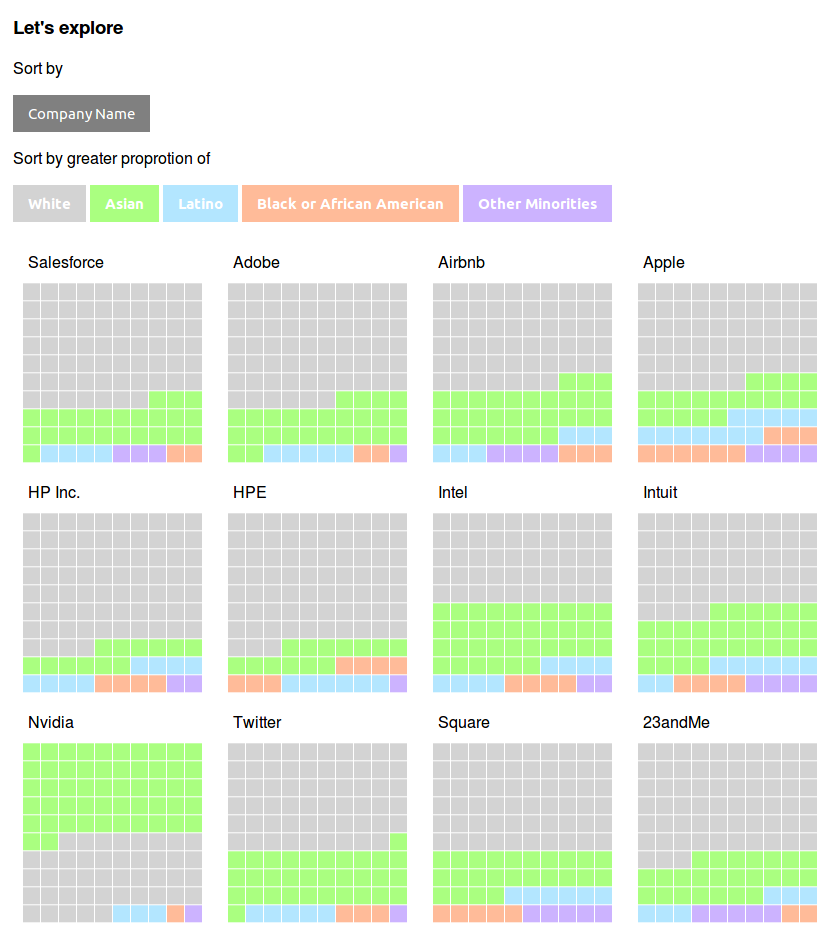 Let's explore
Sort by
Company Name
Sort by greater proprotion of
White Asian Latino Black or African American Other Minorities
Salesforce Adobe Airbnb Apple
HP Inc. HPE Intel Intuit
Nvidia Twitter Square 23andMe